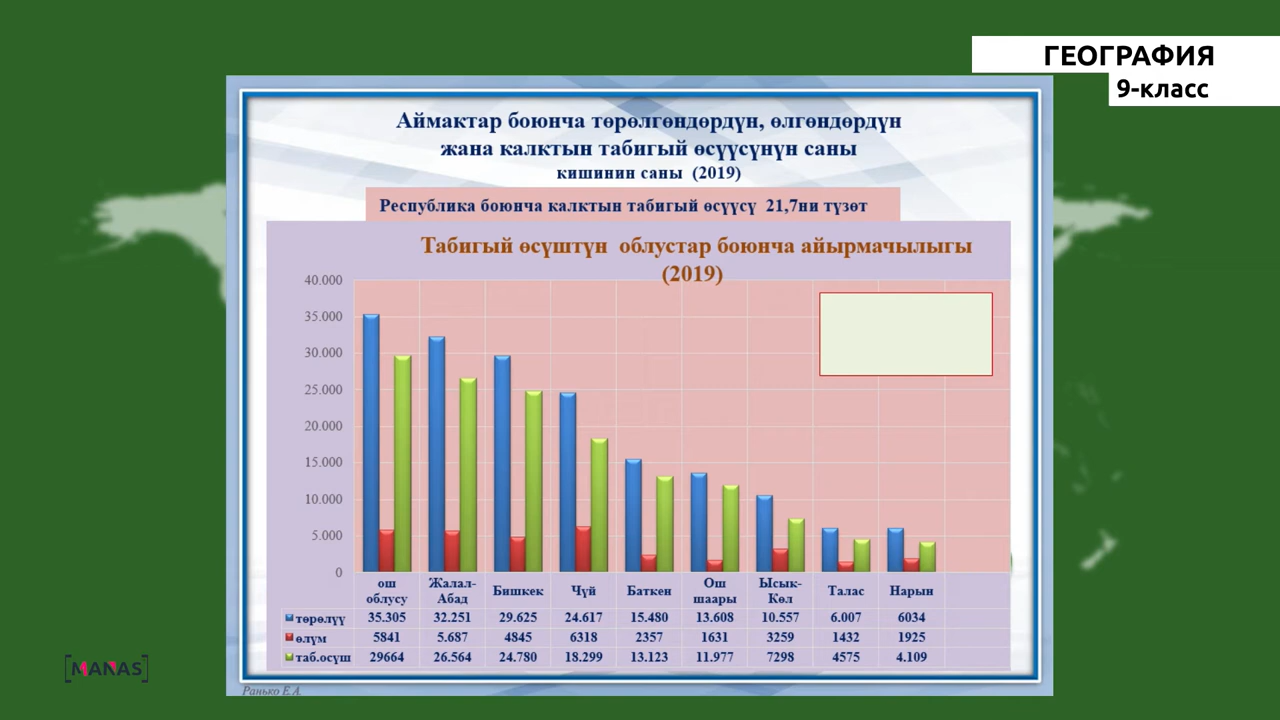 ГЕОГРАФИЯ
9-класс
Аймактар боюнча төрөлгөндөрдүн, өлгөндөрдүн
жана калктын табигый өсүүсүнүн саны
кишинин саны (2019)
Республика боюнча калктын табигый өсүүсү 21,7ни түзөт
Табигый өсүштүн облустар боюнча айырмачылыгы
(2019)
40.000
35.000
30.000
25.000
20.000
15.000
10.000
5.000
0
ош облусу Жалал-Абад Бишкек Чүй Баткен Ош шаары Ысык-Көл Талас Нарын
төрөлүү 35.305 32.251 29.625 24.617 15.480 13.608 10.557 6.007 6034
өлүм 5841 5.687 4845 6318 2357 1631 3259 1432 1925
таб.өсүш 29664 26.564 24.780 18.299 13.123 11.977 7298 4575 4.109
[MANAS]
Ранько Е.А.